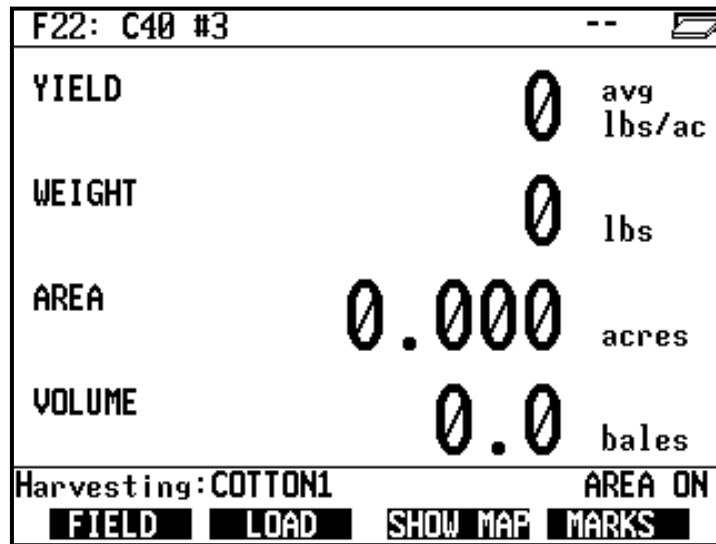 F22: C40 #3 --
YIELD 0 avg lbs/ac
WEIGHT 0 lbs
AREA 0.000 acres
VOLUME 0.0 bales
Harvesting:COTTON1 AREA ON
FIELD LOAD SHOW MAP MARKS